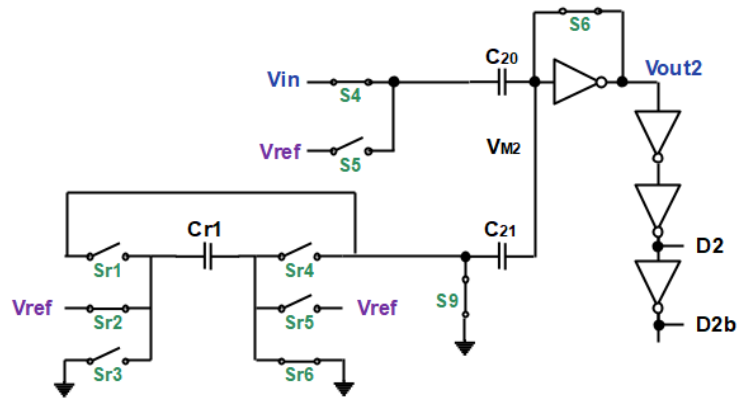 S6
C20
Vin
S4
Vout2
Vref
S5
VM2
Cr1
C21
Sr1
Sr4
D2
Vref
Sr2
Sr5
Vref
S9
Sr3
Sr6
D2b